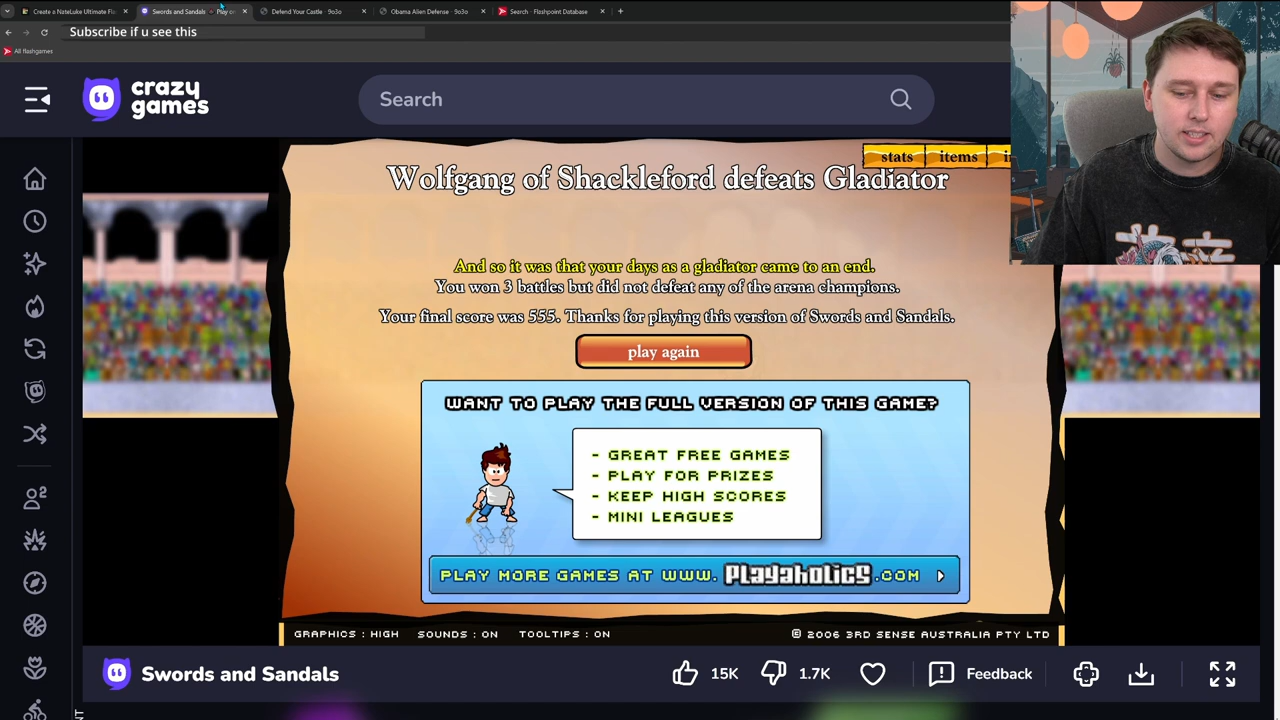 Create a NateLuke Ultimate Fla
Swords and Sandals
Play on
Defend Your Castle - 9o3o
Obama Alien Defense - 9o3o
Search - Flashpoint Database
Subscribe if u see this
All flashgames
crazy
games
Search
stats items
Wolfgang of Shackleford defeats Gladiator
And so it was that your days as a gladiator came to an end.
You won 3 battles but did not defeat any of the arena champions.
Your final score was 555. Thanks for playing this version of Swords and Sandals.
play again
WANT TO PLAY THE FULL VERSION OF THIS GAME?
- GREAT FREE GAMES
- PLAY FOR PRIZES
- KEEP HIGH SCORES
- MINI LEAGUES
PLAY MORE GAMES AT WWW. Playaholics .COM
GRAPHICS : HIGH SOUNDS : ON TOOLTIPS : ON © 2006 3RD SENSE AUSTRALIA PTY LTD
Swords and Sandals 15K 1.7K Feedback